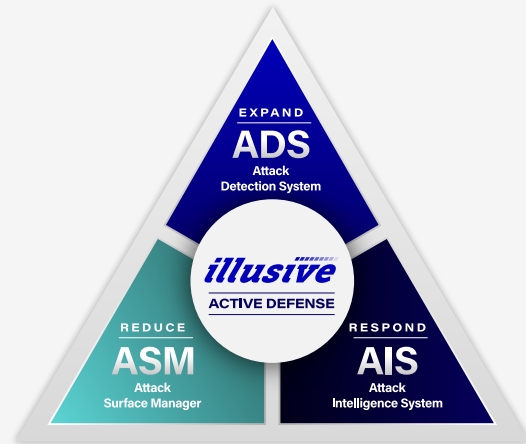 EXPAND
ADS
Attack
Detection System
illusive
ACTIVE DEFENSE
REDUCE
ASM
Attack
Surface Manager
RESPOND
AIS
Attack
Intelligence System